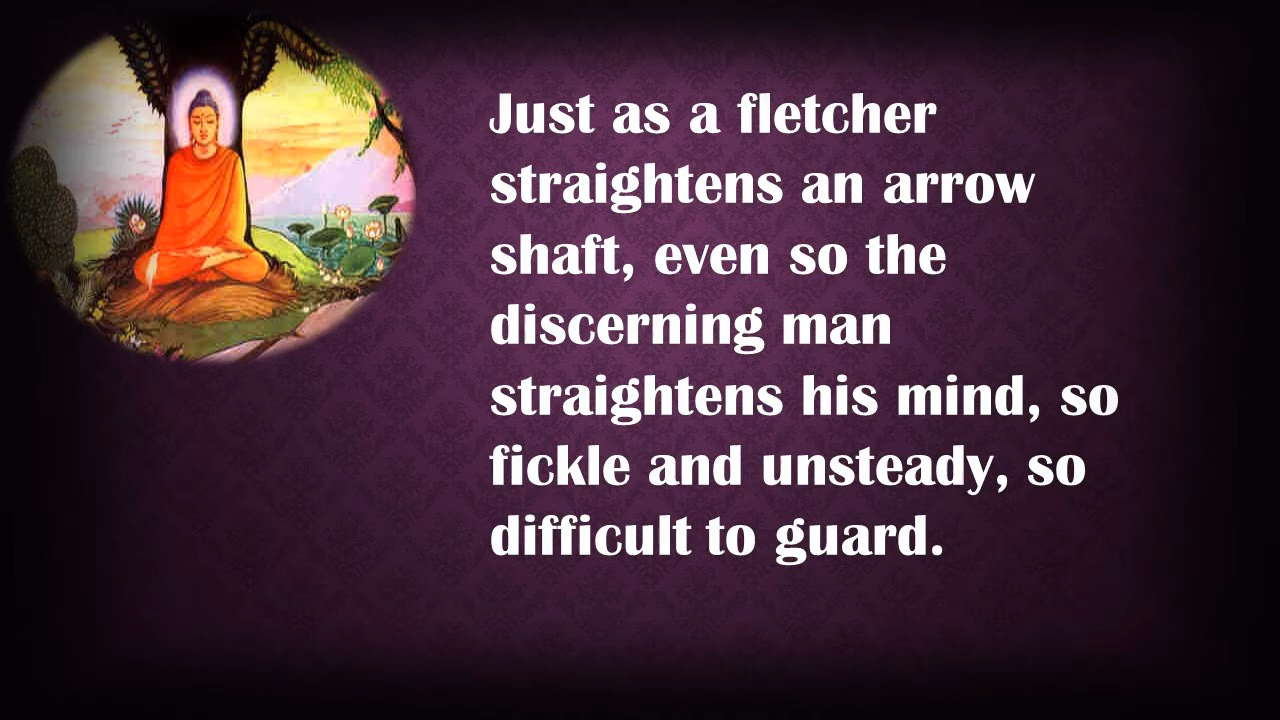 Just as a fletcher
straightens an arrow
shaft, even so the
discerning man
straightens his mind, so
fickle and unsteady, so
difficult to guard.